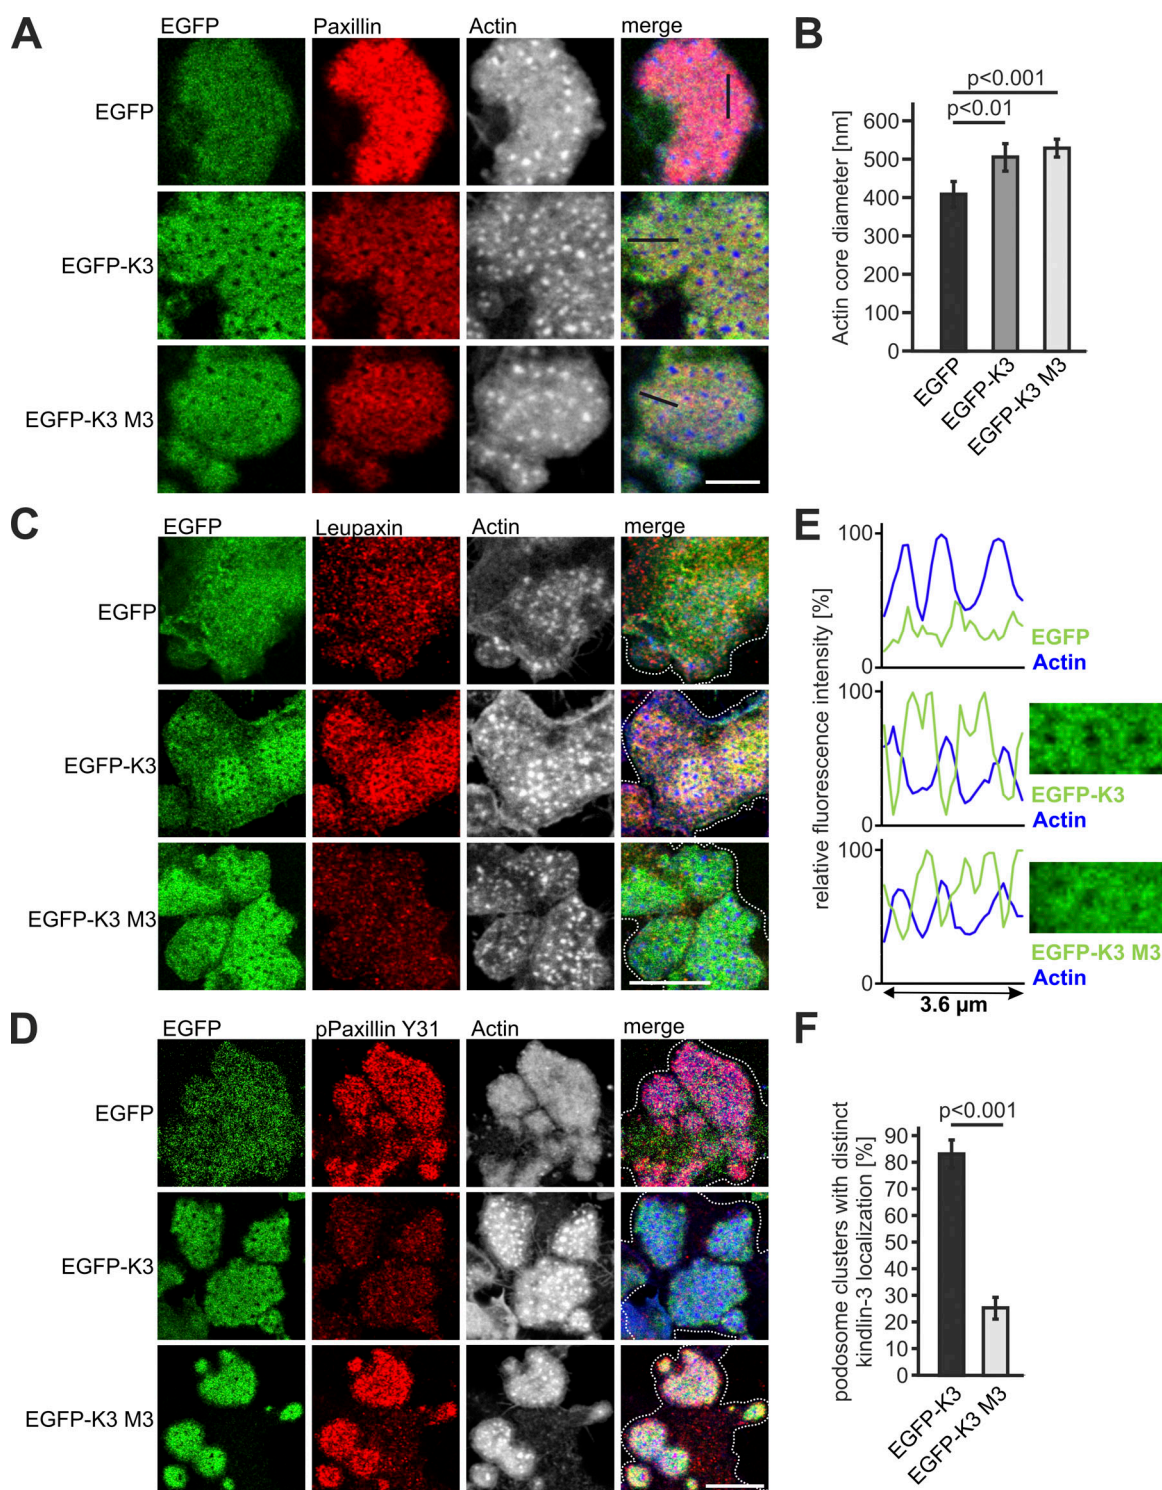 A
EGFP Paxillin Actin merge
EGFP
EGFP-K3
EGFP-K3 M3
B
p<0.001
p<0.01
Actin core diameter [nm]
600
500
400
300
200
100
0
EGFP
EGFP-K3
EGFP-K3 M3
C
EGFP Leupaxin Actin merge
EGFP
EGFP-K3
EGFP-K3 M3
E
relative fluorescence intensity [%]
100
0
EGFP
Actin
100
0
EGFP-K3
Actin
100
0
EGFP-K3 M3
Actin
3.6 µm
D
EGFP pPaxillin Y31 Actin merge
EGFP
EGFP-K3
EGFP-K3 M3
F
p<0.001
podosome clusters with distinct
kindlin-3 localization [%]
90
80
70
60
50
40
30
20
10
0
EGFP-K3
EGFP-K3 M3